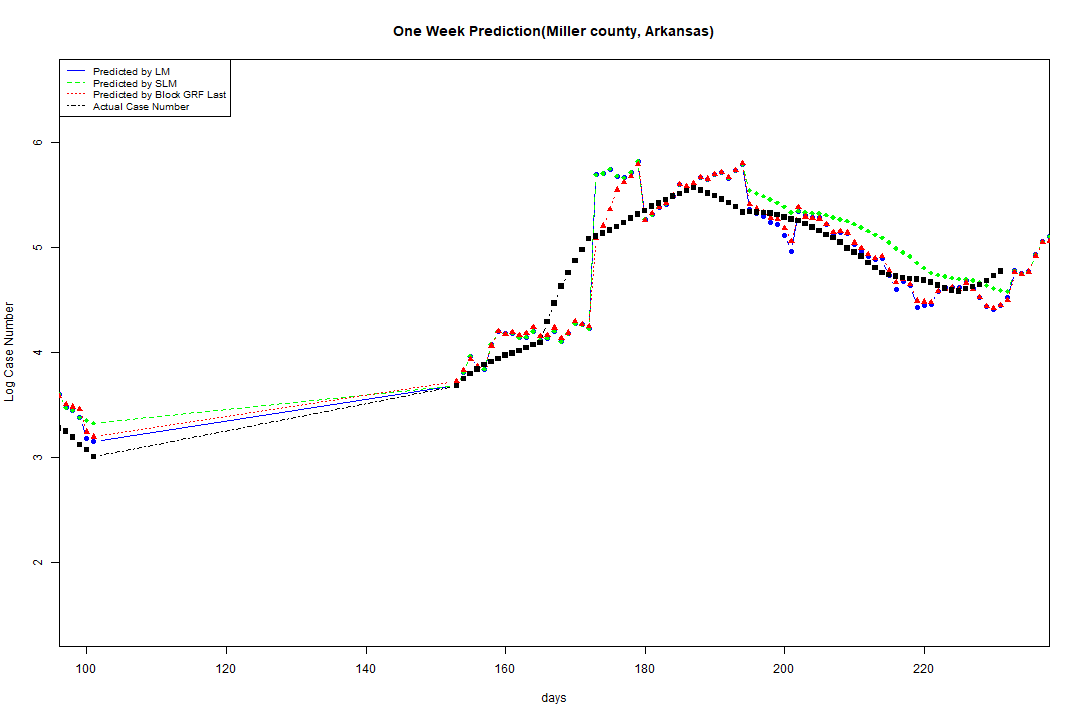 One Week Prediction(Miller county, Arkansas)
Predicted by LM
Predicted by SLM
Predicted by Block GRF Last
Actual Case Number
6
5
4
3
2
Log Case Number
100 120 140 160 180 200 220
days